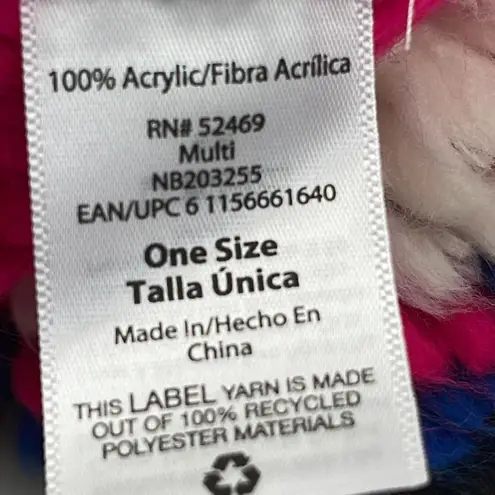 100% Acrylic/Fibra Acrílica
RN# 52469
Multi
NB203255
EAN/UPC 6 1156661640
One Size
Talla Única
Made In/Hecho En
China
THIS LABEL YARN IS MADE
OUT OF 100% RECYCLED
POLYESTER MATERIALS